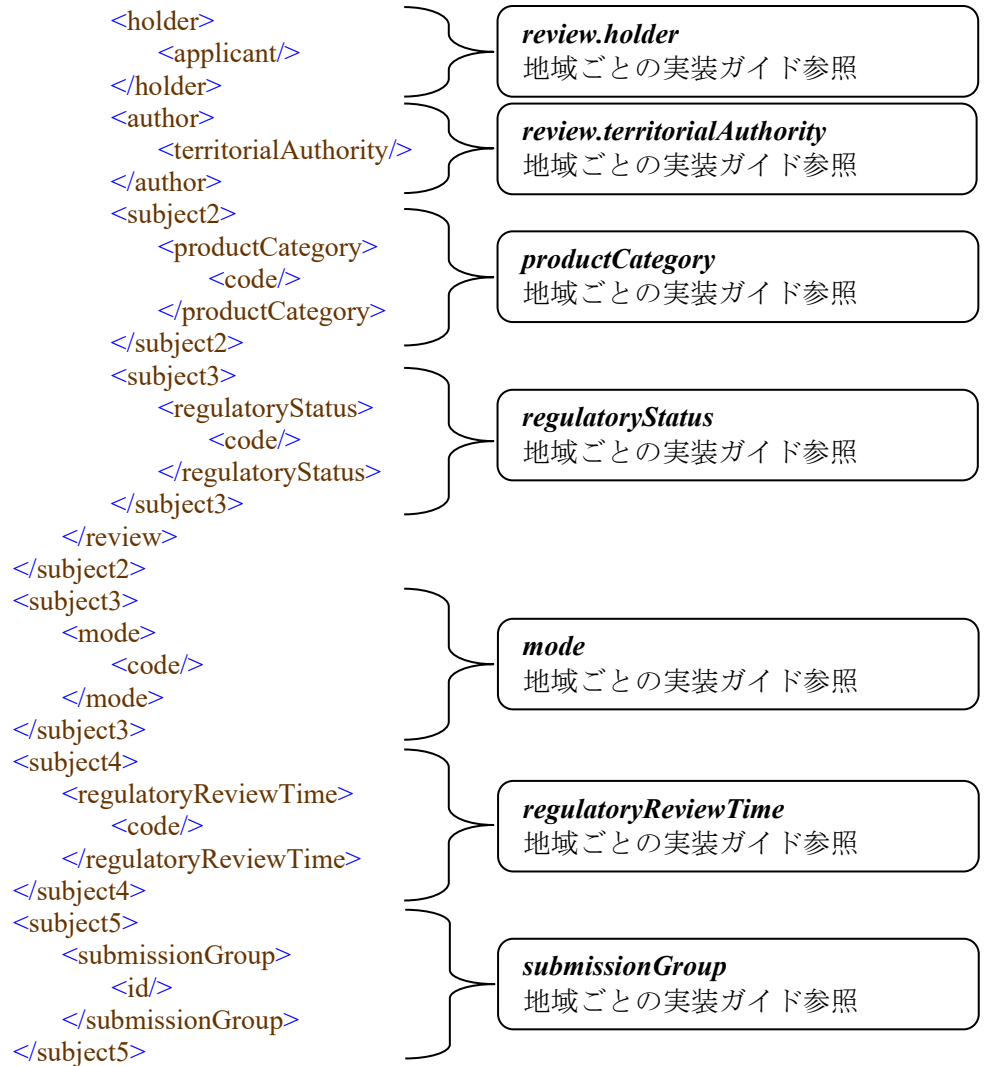 <holder>
<applicant/>
</holder>
review.holder
地域ごとの実装ガイド参照
<author>
<territorialAuthority/>
</author>
review.territorialAuthority
地域ごとの実装ガイド参照
<subject2>
<productCategory>
<code/>
</productCategory>
</subject2>
productCategory
地域ごとの実装ガイド参照
<subject3>
<regulatoryStatus>
<code/>
</regulatoryStatus>
</subject3>
regulatoryStatus
地域ごとの実装ガイド参照
</review>
</subject2>
<subject3>
<mode>
<code/>
</mode>
</subject3>
mode
地域ごとの実装ガイド参照
<subject4>
<regulatoryReviewTime>
<code/>
</regulatoryReviewTime>
</subject4>
regulatoryReviewTime
地域ごとの実装ガイド参照
<subject5>
<submissionGroup>
<id/>
</submissionGroup>
</subject5>
submissionGroup
地域ごとの実装ガイド参照